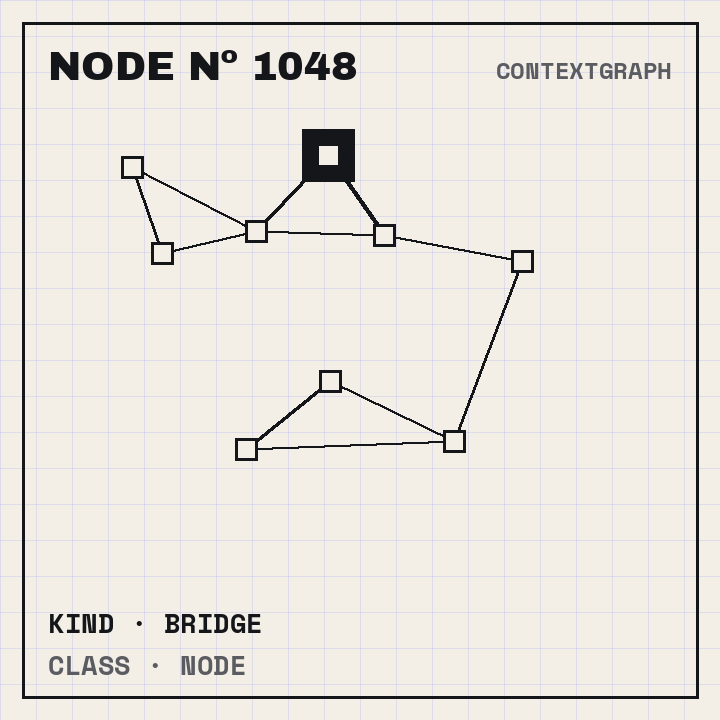 NODE Nº 1048
CONTEXTGRAPH
KIND · BRIDGE
CLASS · NODE